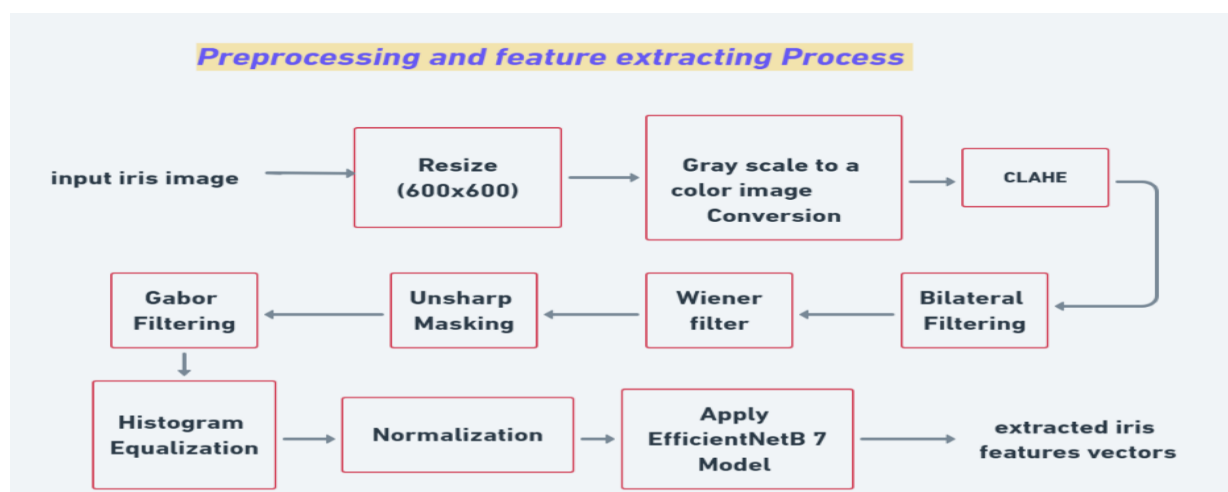 Preprocessing and feature extracting Process
input iris image
Resize
(600x600)
Gray scale to a
color image
Conversion
CLAHE
Bilateral
Filtering
Wiener
filter
Unsharp
Masking
Gabor
Filtering
Histogram
Equalization
Normalization
Apply
EfficientNetB 7
Model
extracted iris
features vectors